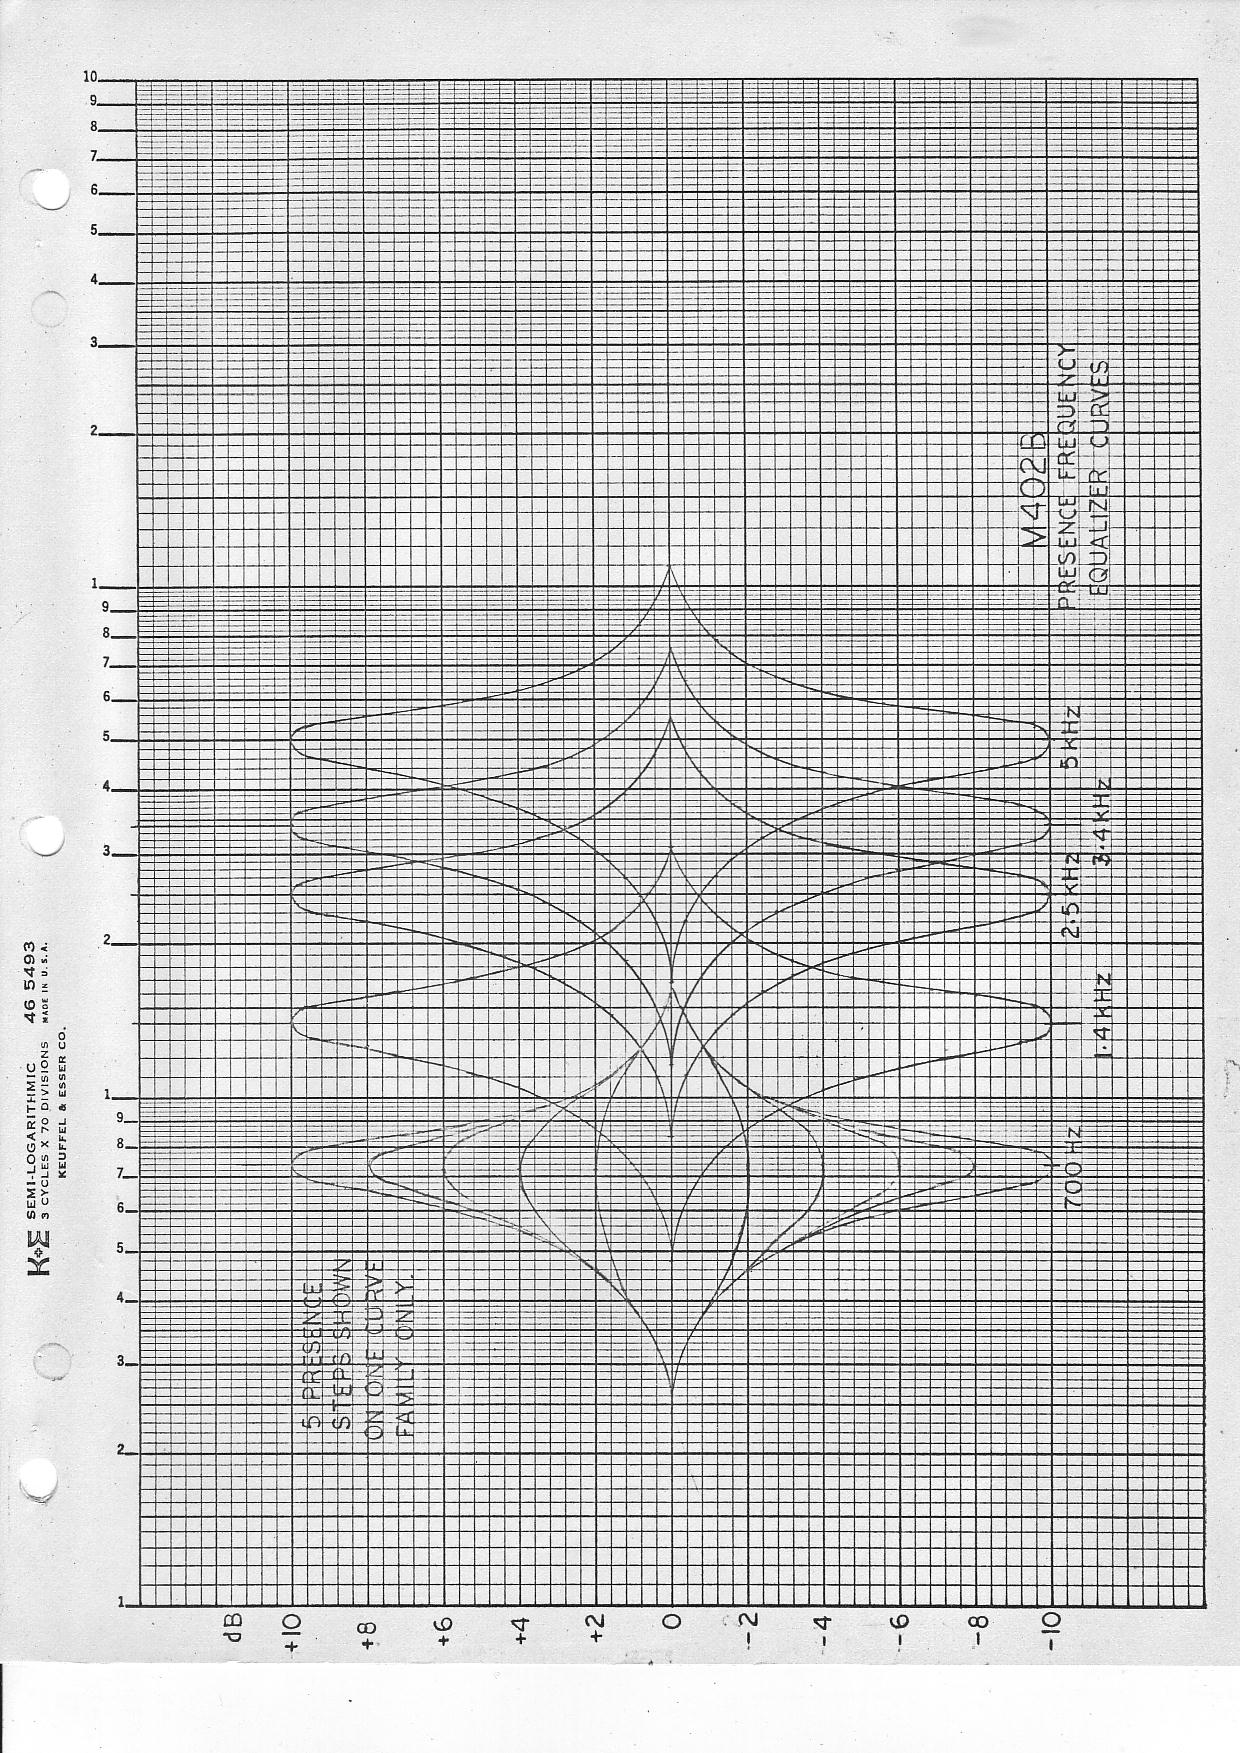 K+E SEMI-LOGARITHMIC 46 5493
3 CYCLES X 70 DIVISIONS MADE IN U.S.A.
KEUFFEL & ESSER CO.
10
9
8
7
6
5
4
3
2
1
9
8
7
6
5
4
3
2
1
9
8
7
6
5
4
3
2
1
dB
+10
+8
+6
+4
+2
0
-2
-4
-6
-8
-10
5 PRESENCE
STEPS SHOWN
ON ONE CURVE
FAMILY ONLY.
700 Hz
1.4 kHz
2.5 kHz
3.4 kHz
5 kHz
M402B
PRESENCE FREQUENCY
EQUALIZER CURVES